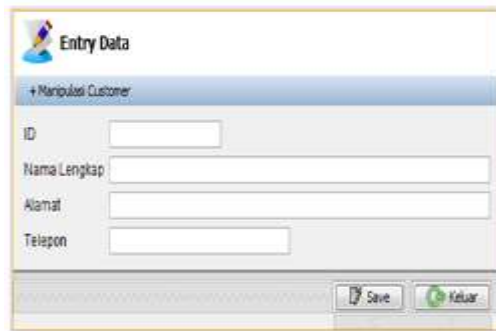 Entry Data
+ Manipulasi Customer
ID
Nama Lengkap
Alamat
Telepon
Save Keluar